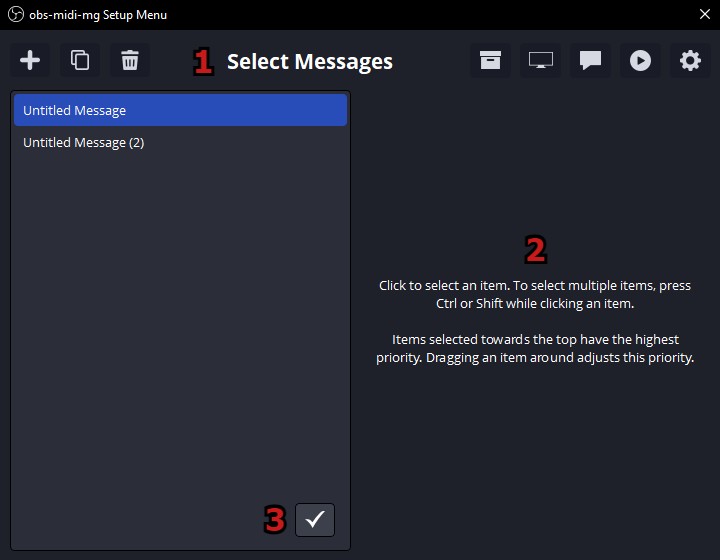 obs-midi-mg Setup Menu
1 Select Messages
Untitled Message
Untitled Message (2)
2
Click to select an item. To select multiple items, press
Ctrl or Shift while clicking an item.
Items selected towards the top have the highest
priority. Dragging an item around adjusts this priority.
3